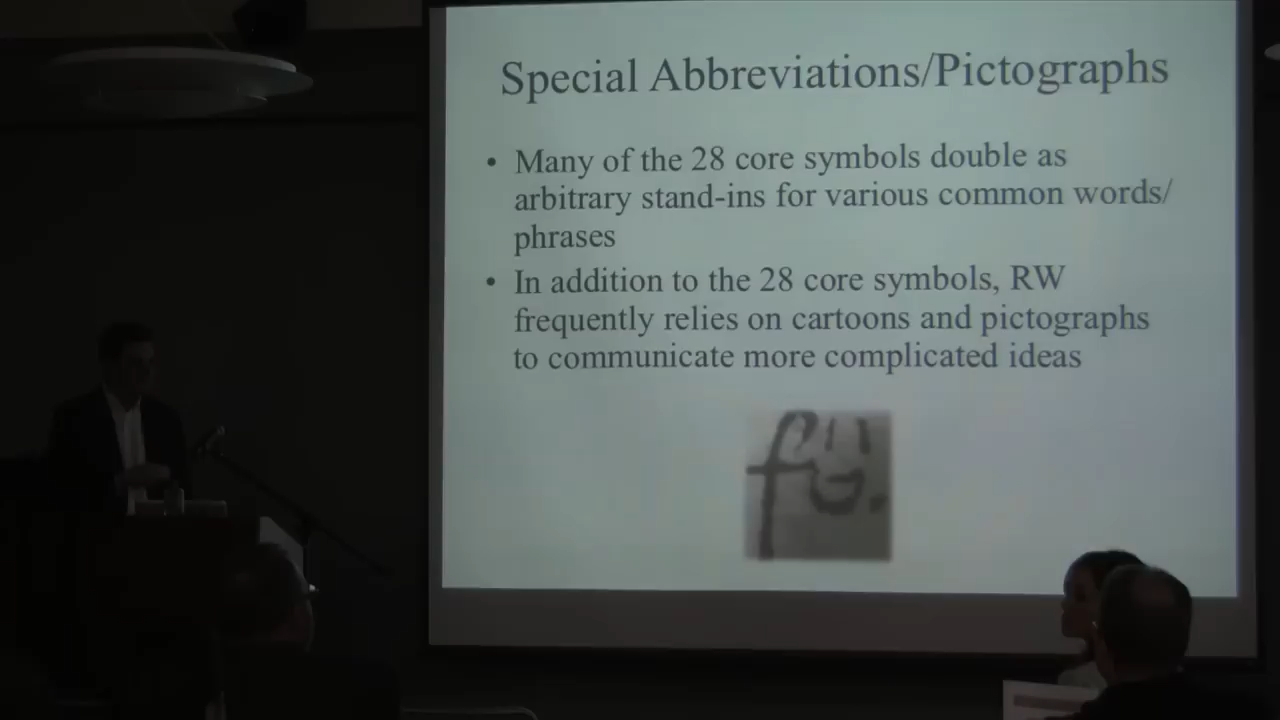 Special Abbreviations/Pictographs
• Many of the 28 core symbols double as
arbitrary stand-ins for various common words/
phrases
• In addition to the 28 core symbols, RW
frequently relies on cartoons and pictographs
to communicate more complicated ideas